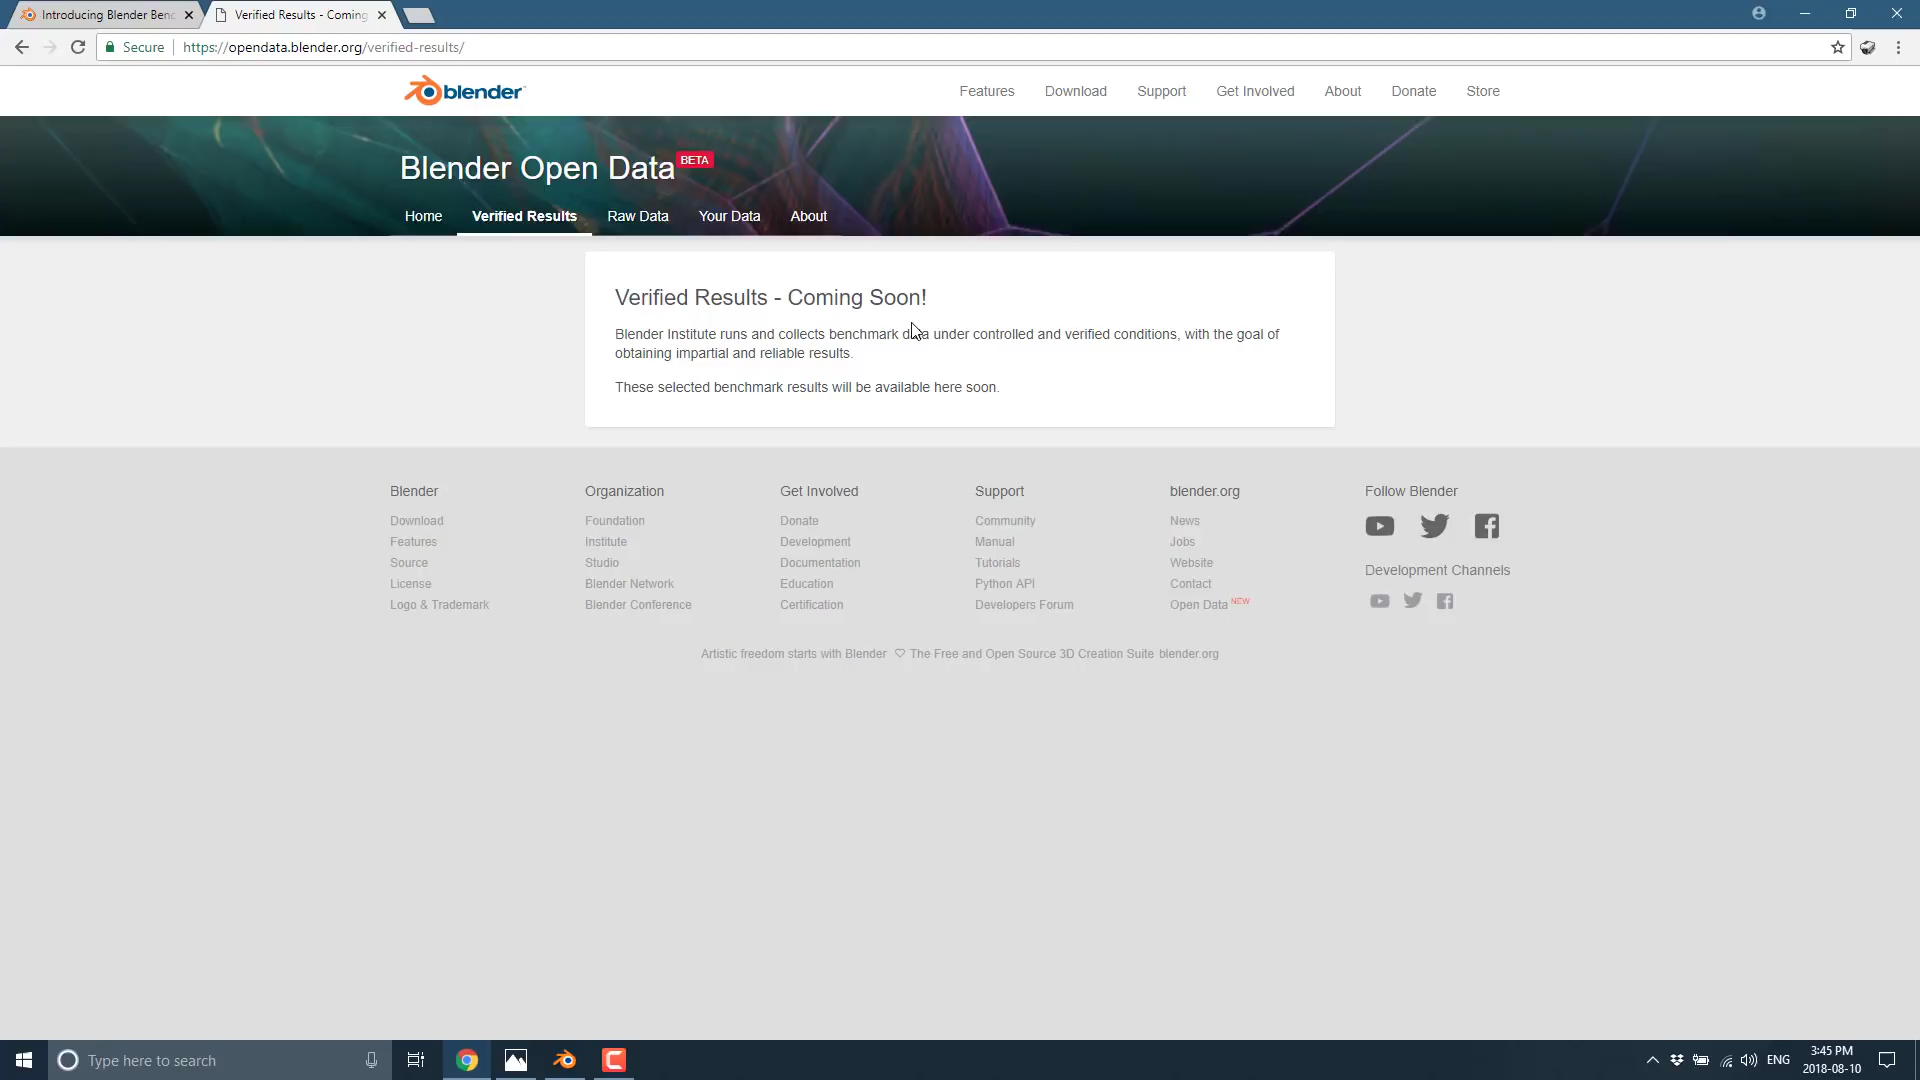 Introducing Blender Benc
Verified Results - Coming
Secure
https://opendata.blender.org/verified-results/
blender
Features
Download
Support
Get Involved
About
Donate
Store
Blender Open Data BETA
Home
Verified Results
Raw Data
Your Data
About
Verified Results - Coming Soon!
Blender Institute runs and collects benchmark data under controlled and verified conditions, with the goal of
obtaining impartial and reliable results.
These selected benchmark results will be available here soon.
Blender
Download
Features
Source
License
Logo & Trademark
Organization
Foundation
Institute
Studio
Blender Network
Blender Conference
Get Involved
Donate
Development
Documentation
Education
Certification
Support
Community
Manual
Tutorials
Python API
Developers Forum
blender.org
News
Jobs
Website
Contact
Open Data NEW
Follow Blender
Development Channels
Artistic freedom starts with Blender ♡ The Free and Open Source 3D Creation Suite blender.org
Type here to search
ENG
3:45 PM
2018-08-10